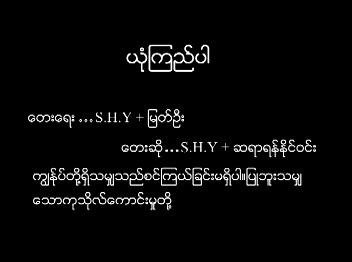 ယုံကြည်ပါ
တေးရေး ... S.H.Y + မြတ်ဦး
တေးဆို ... S.H.Y + ဆရာရန်နိုင်ဝင်း
ကျွန်ုပ်တို့ရှိသမျှသည်စင်ကြယ်ခြင်းမရှိပါ။ပြုဘူးသမျှ
သောကုသိုလ်ကောင်းမှုတို့